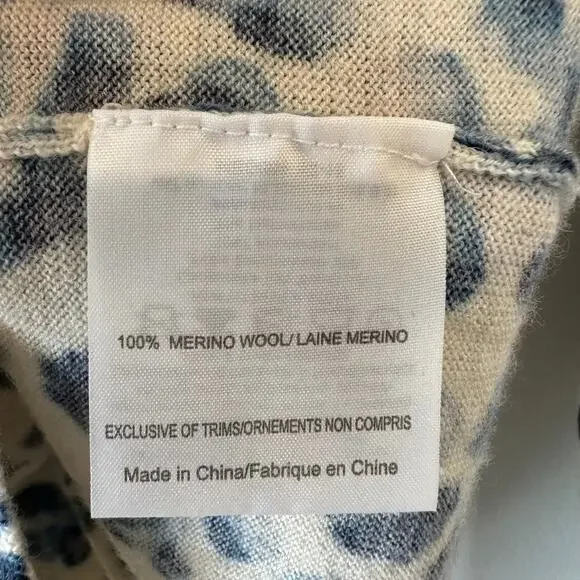 100% MERINO WOOL/LAINE MERINO
EXCLUSIVE OF TRIMS/ORNEMENTS NON COMPRIS
Made in China/Fabrique en Chine